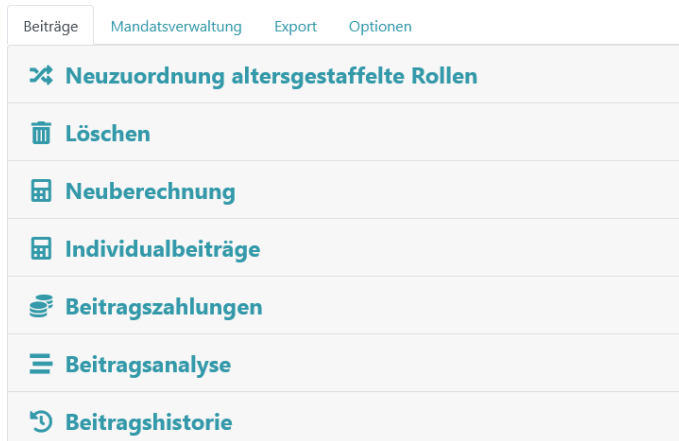 Beiträge Mandatsverwaltung Export Optionen
Neuzuordnung altersgestaffelte Rollen
Löschen
Neuberechnung
Individualbeiträge
Beitragszahlungen
Beitragsanalyse
Beitragshistorie